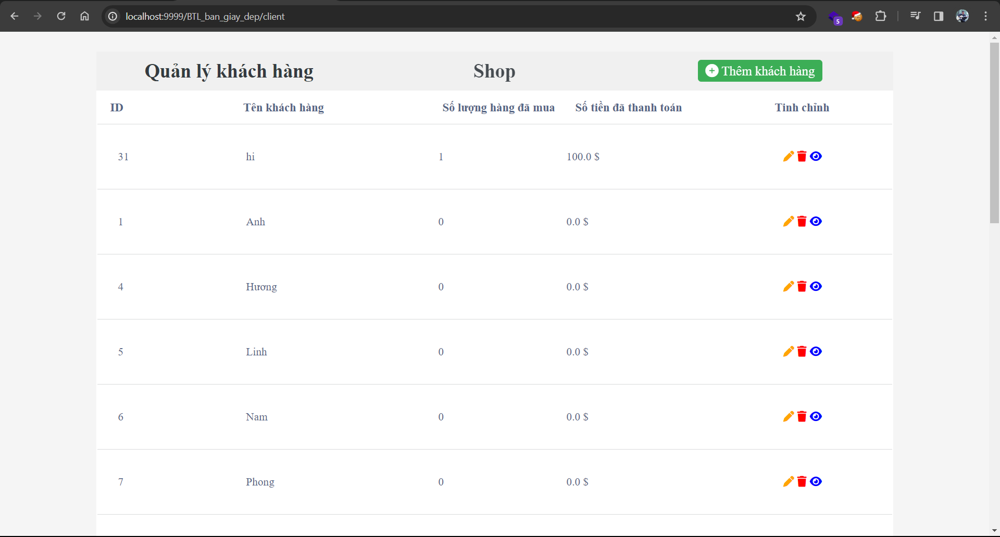 localhost:9999/BTL_ban_giay_dep/client
5
Quản lý khách hàng Shop Thêm khách hàng
ID Tên khách hàng Số lượng hàng đã mua Số tiền đã thanh toán Tinh chỉnh
31 hi 1 100.0 $
1 Anh 0 0.0 $
4 Hương 0 0.0 $
5 Linh 0 0.0 $
6 Nam 0 0.0 $
7 Phong 0 0.0 $